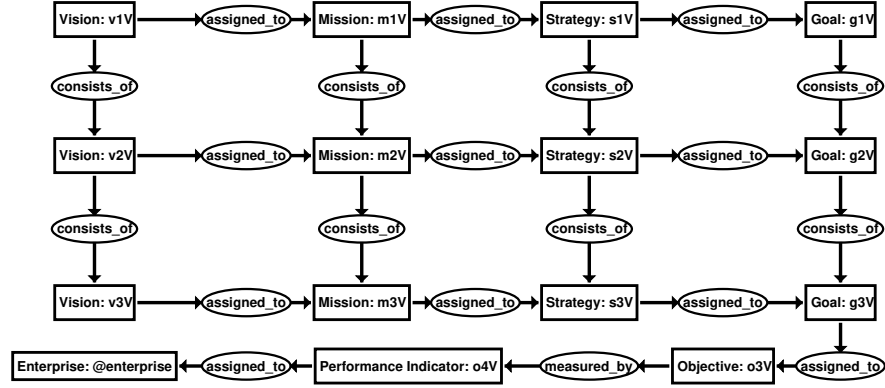 Vision: v1V assigned_to Mission: m1V assigned_to Strategy: s1V assigned_to Goal: g1V
consists_of consists_of consists_of consists_of
Vision: v2V assigned_to Mission: m2V assigned_to Strategy: s2V assigned_to Goal: g2V
consists_of consists_of consists_of consists_of
Vision: v3V assigned_to Mission: m3V assigned_to Strategy: s3V assigned_to Goal: g3V
Enterprise: @enterprise assigned_to Performance Indicator: o4V measured_by Objective: o3V assigned_to